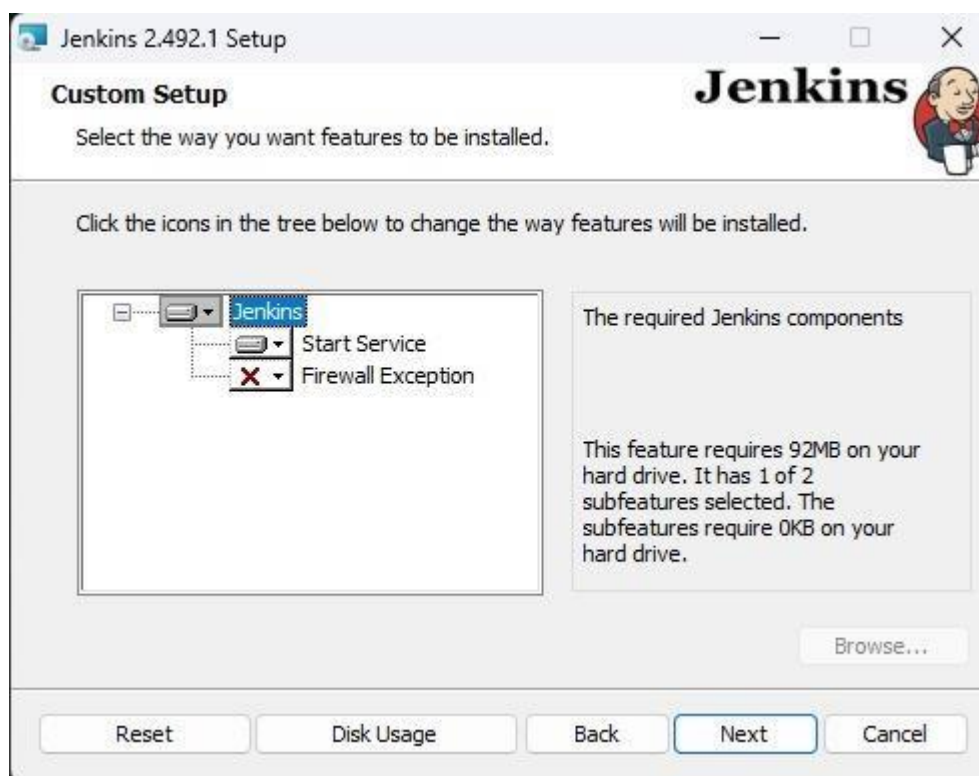 Jenkins 2.492.1 Setup
Custom Setup
Jenkins
Select the way you want features to be installed.
Click the icons in the tree below to change the way features will be installed.
Jenkins
Start Service
Firewall Exception
The required Jenkins components
This feature requires 92MB on your
hard drive. It has 1 of 2
subfeatures selected. The
subfeatures require 0KB on your
hard drive.
Browse...
Reset
Disk Usage
Back
Next
Cancel